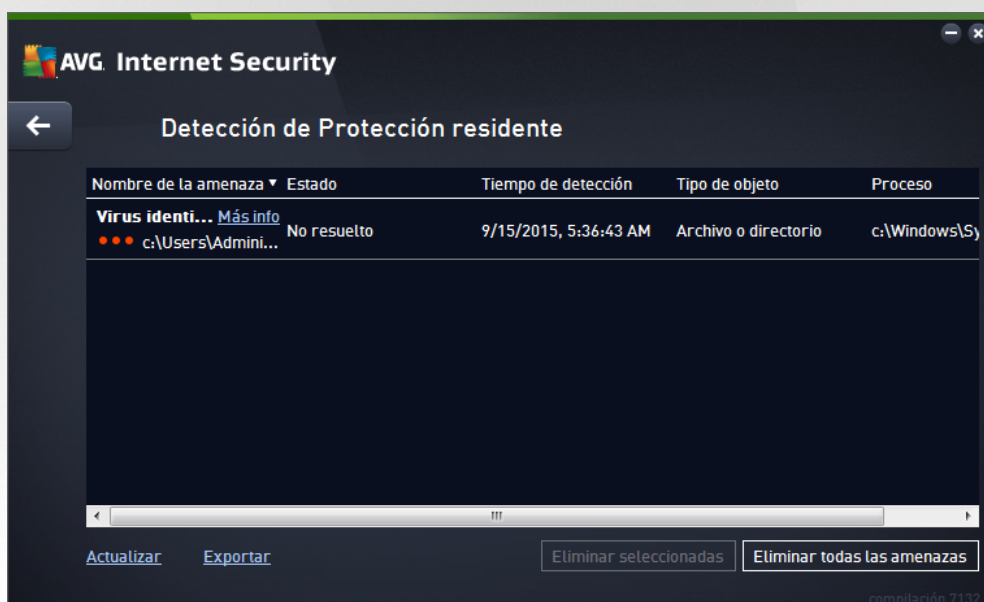 AVG. Internet Security
Detección de Protección residente
Nombre de la amenaza Estado Tiempo de detección Tipo de objeto Proceso
Virus identi... Más info
No resuelto 9/15/2015, 5:36:43 AM Archivo o directorio c:\Windows\Sy
c:\Users\Admini...
Actualizar Exportar Eliminar seleccionadas Eliminar todas las amenazas
compilación 7132